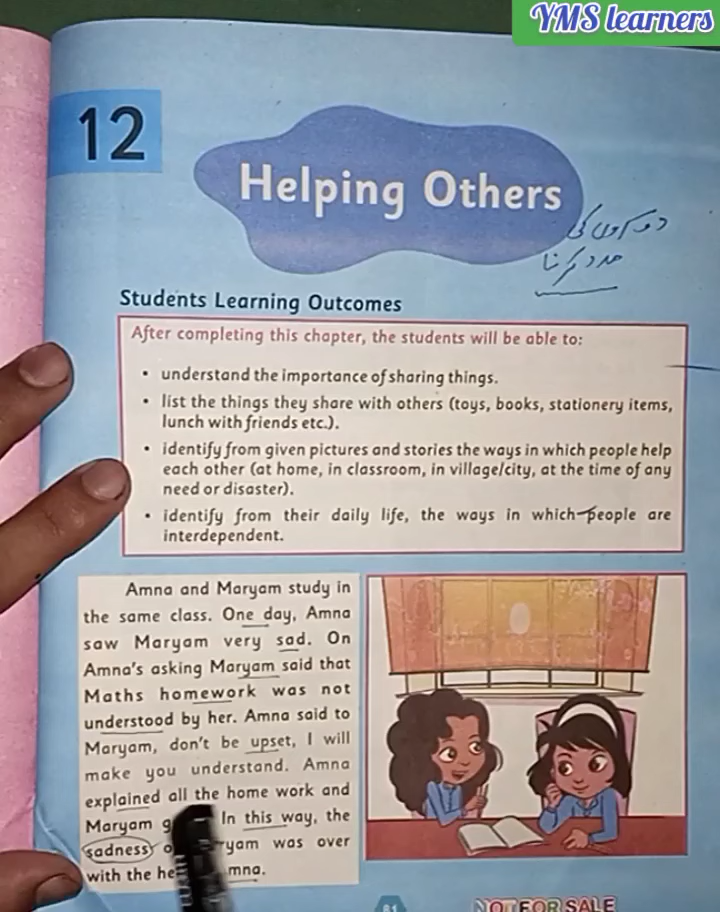 YMS learners
12
Helping Others
دوسروں کی
مدد کرنا
Students Learning Outcomes
After completing this chapter, the students will be able to:
• understand the importance of sharing things.
• list the things they share with others (toys, books, stationery items,
lunch with friends etc.).
• identify from given pictures and stories the ways in which people help
each other (at home, in classroom, in village/city, at the time of any
need or disaster).
• identify from their daily life, the ways in which people are
interdependent.
Amna and Maryam study in
the same class. One day, Amna
saw Maryam very sad. On
Amna's asking Maryam said that
Maths homework was not
understood by her. Amna said to
Maryam, don't be upset, I will
make you understand. Amna
explained all the home work and
Maryam In this way, the
sadness was over
with the
81
NOT FOR SALE